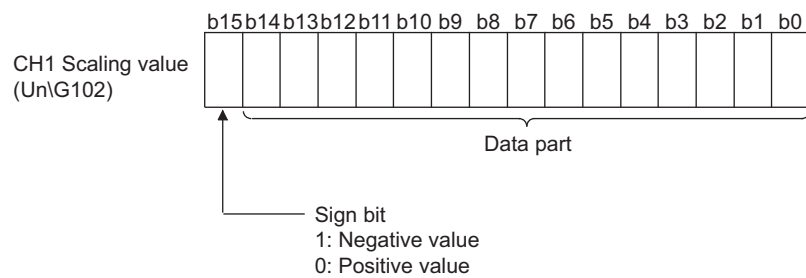 b15 b14 b13 b12 b11 b10 b9 b8 b7 b6 b5 b4 b3 b2 b1 b0
CH1 Scaling value
(Un\G102)
Data part
Sign bit
1: Negative value
0: Positive value